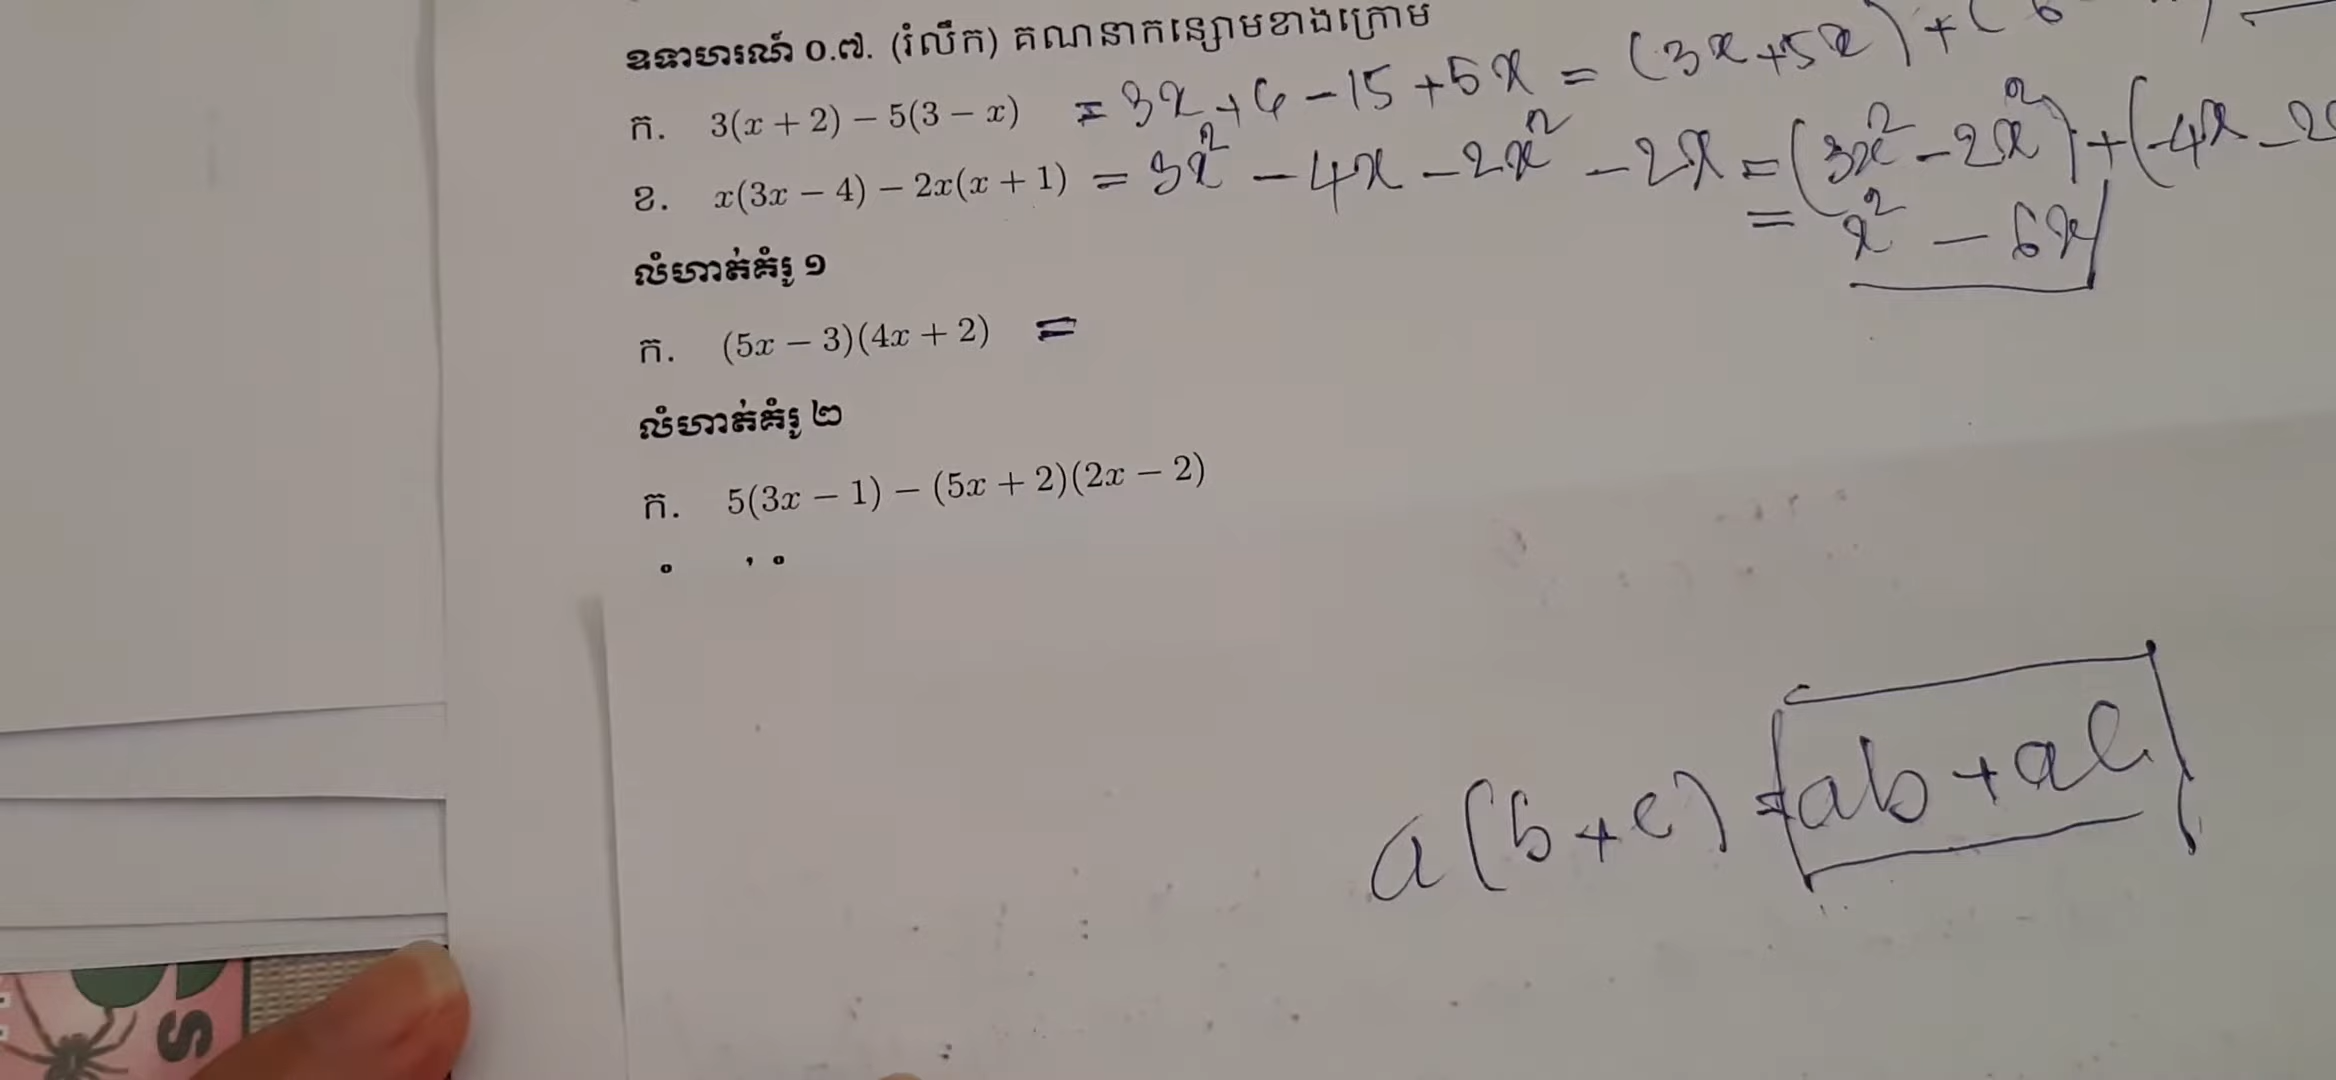 ឧទាហរណ៍ ០.៧. (រំលឹក) គណនាកន្សោមខាងក្រោម
ក. 3(x + 2) − 5(3 − x) = 3x + 6 − 15 + 5x = (3x + 5x) + (6
ខ. x(3x − 4) − 2x(x + 1) = 3x² − 4x − 2x² − 2x = (3x² − 2x²) + (−4x − 2
= x² − 6x
លំហាត់គំរូ ១
ក. (5x − 3)(4x + 2) =
លំហាត់គំរូ ២
ក. 5(3x − 1) − (5x + 2)(2x − 2)
a(b + c) = ab + ac
S